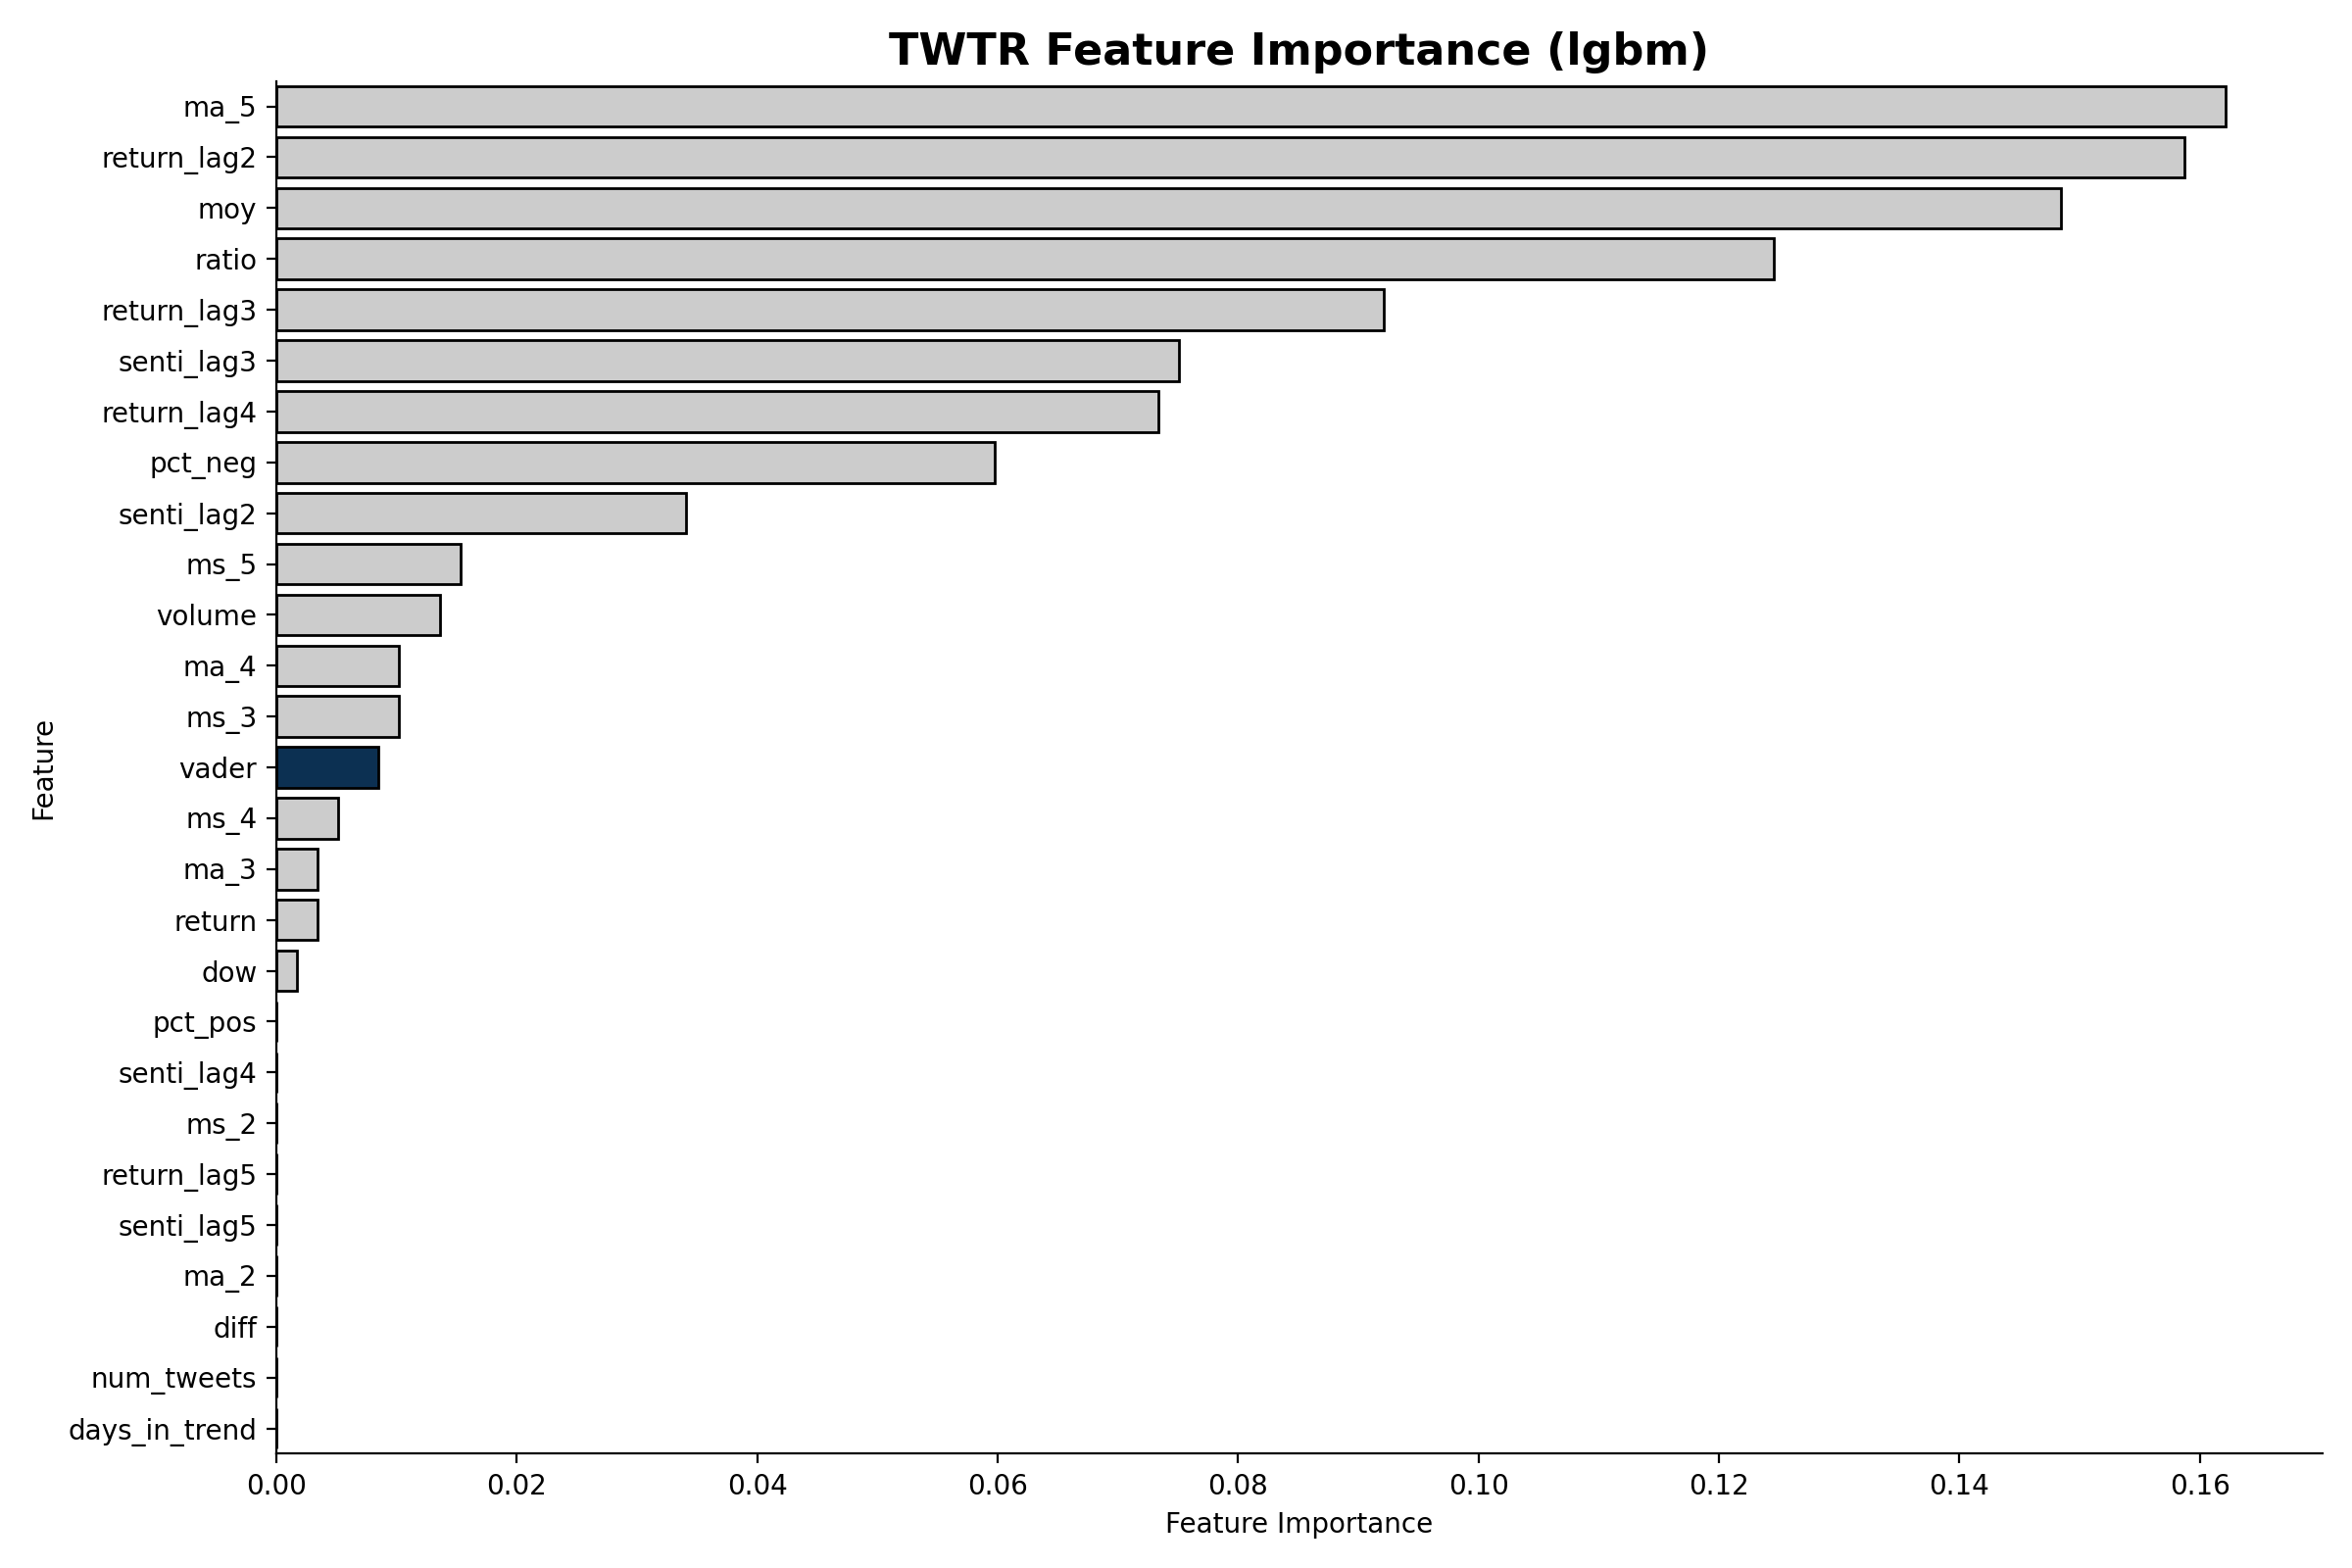 TWTR Feature Importance (lgbm)
ma_5
return_lag2
moy
ratio
return_lag3
senti_lag3
return_lag4
pct_neg
senti_lag2
ms_5
volume
ma_4
ms_3
vader
ms_4
ma_3
return
dow
pct_pos
senti_lag4
ms_2
return_lag5
senti_lag5
ma_2
diff
num_tweets
days_in_trend
Feature
0.00 0.02 0.04 0.06 0.08 0.10 0.12 0.14 0.16
Feature Importance